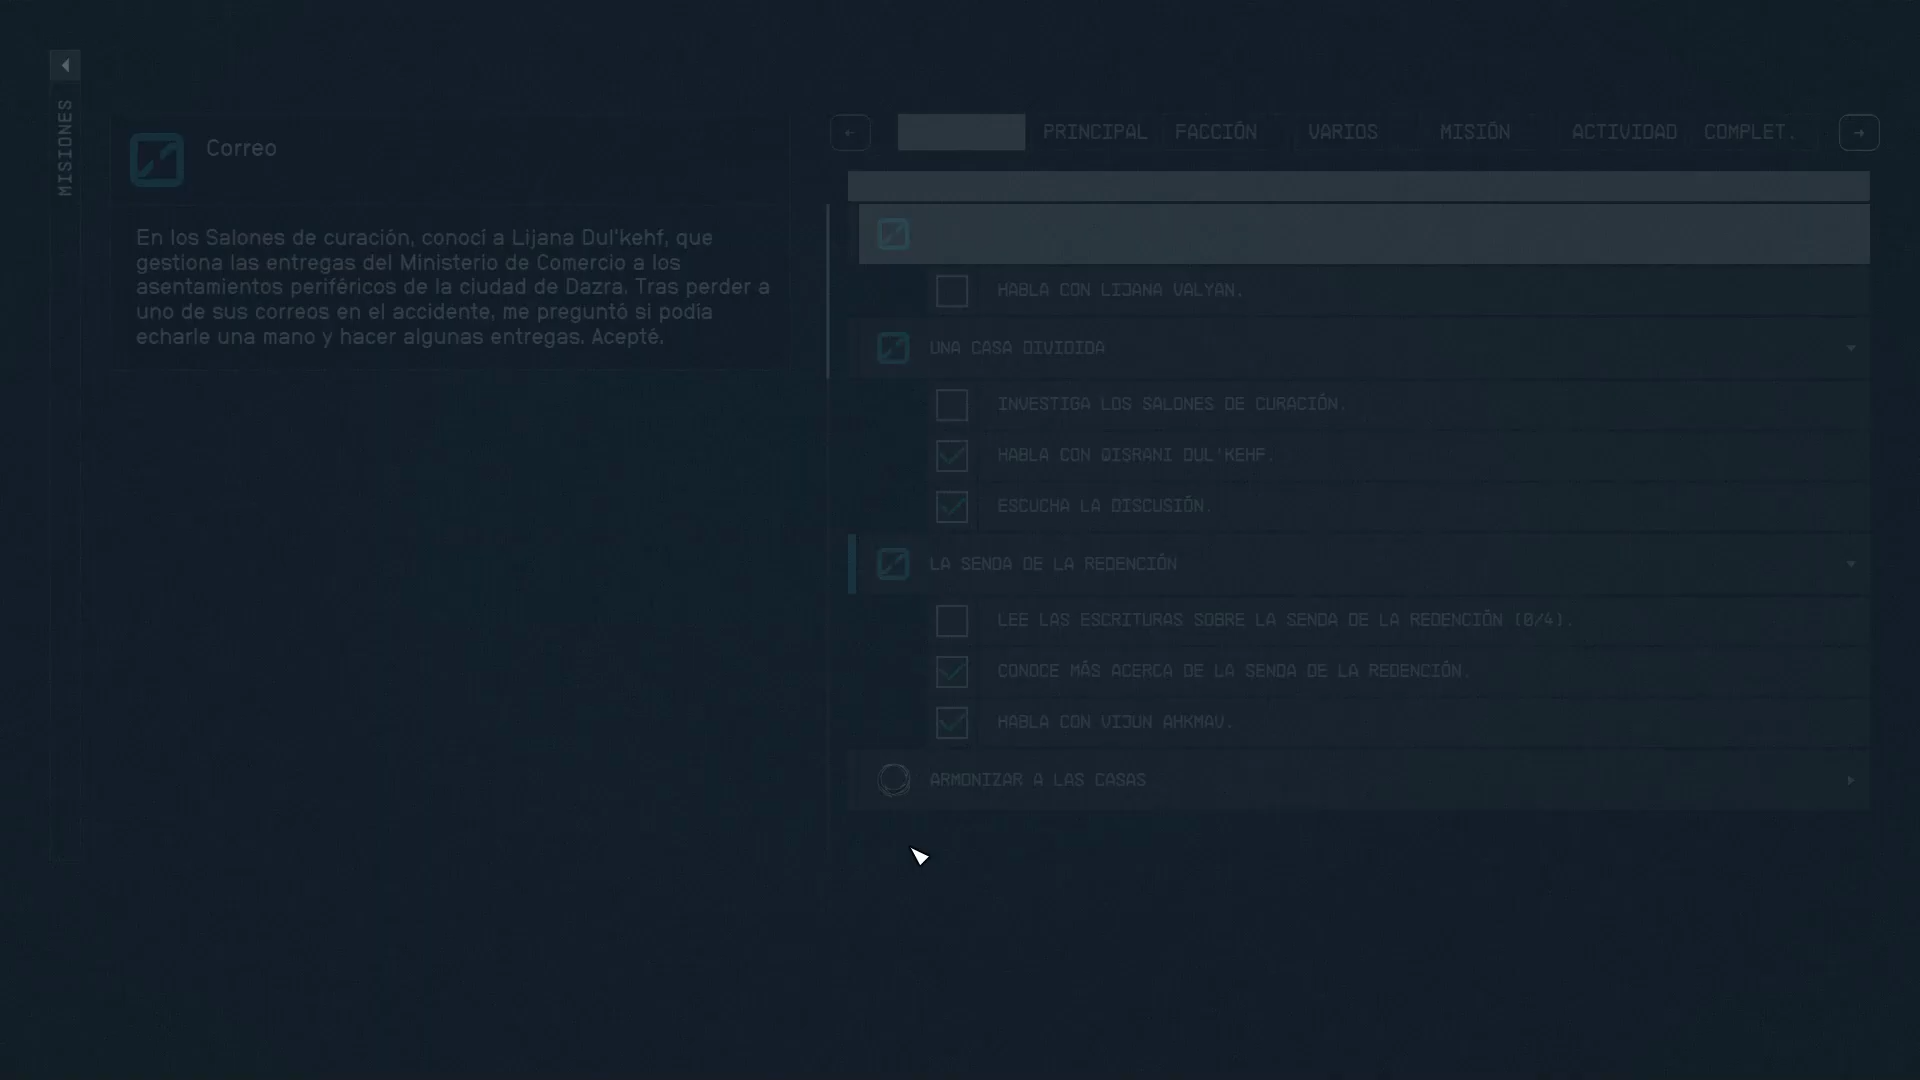 MISIONES
Correo
En los Salones de curación, conocí a Lijana Dul'kehf, que
gestiona las entregas del Ministerio de Comercio a los
asentamientos periféricos de la ciudad de Dazra. Tras perder a
uno de sus correos en el accidente, me preguntó si podía
echarle una mano y hacer algunas entregas. Acepté.
PRINCIPAL FACCIÓN VARIOS MISIÓN ACTIVIDAD COMPLET.
HABLA CON LIJANA VALYAN.
UNA CASA DIVIDIDA
INVESTIGA LOS SALONES DE CURACIÓN.
HABLA CON QISRANI DUL'KEHF.
ESCUCHA LA DISCUSIÓN.
LA SENDA DE LA REDENCIÓN
LEE LAS ESCRITURAS SOBRE LA SENDA DE LA REDENCIÓN (0/4).
CONOCE MÁS ACERCA DE LA SENDA DE LA REDENCIÓN.
HABLA CON VIJUN AHKMAV.
ARMONIZAR A LAS CASAS